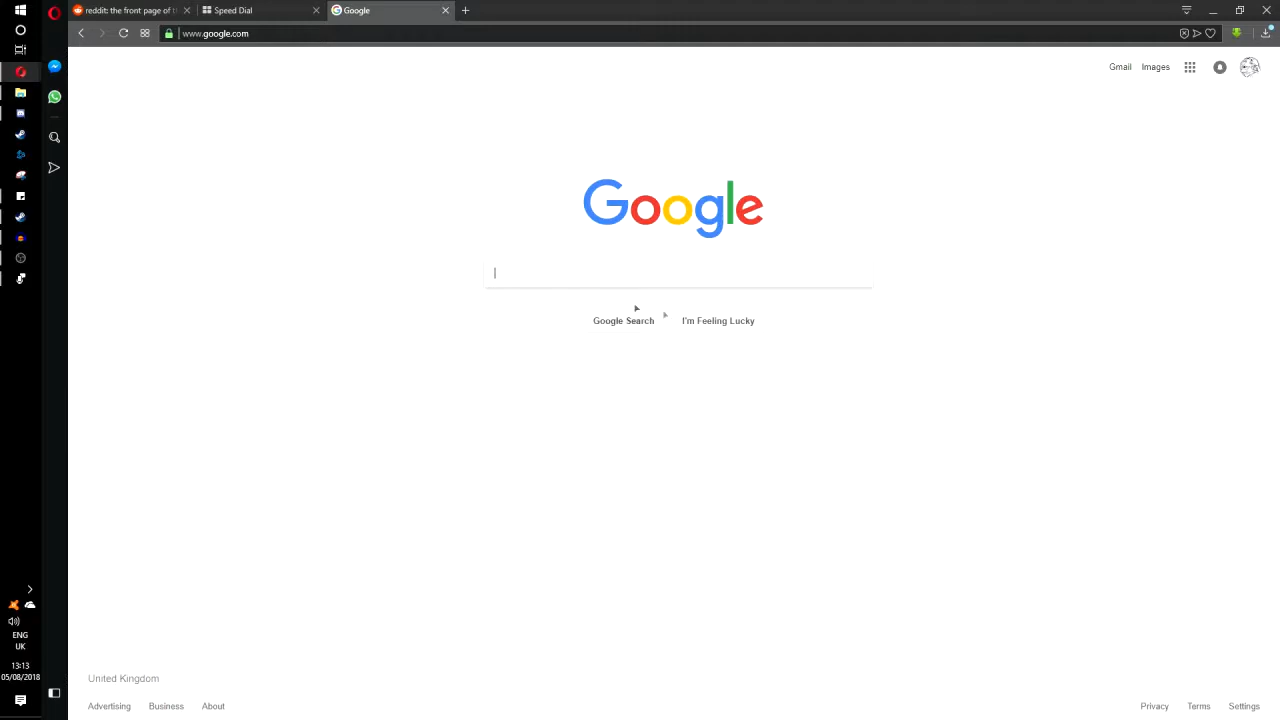 reddit: the front page of t
Speed Dial
Google
www.google.com
Gmail
Images
Google
Google Search
I'm Feeling Lucky
ENG
UK
13:13
05/08/2018
United Kingdom
Advertising
Business
About
Privacy
Terms
Settings